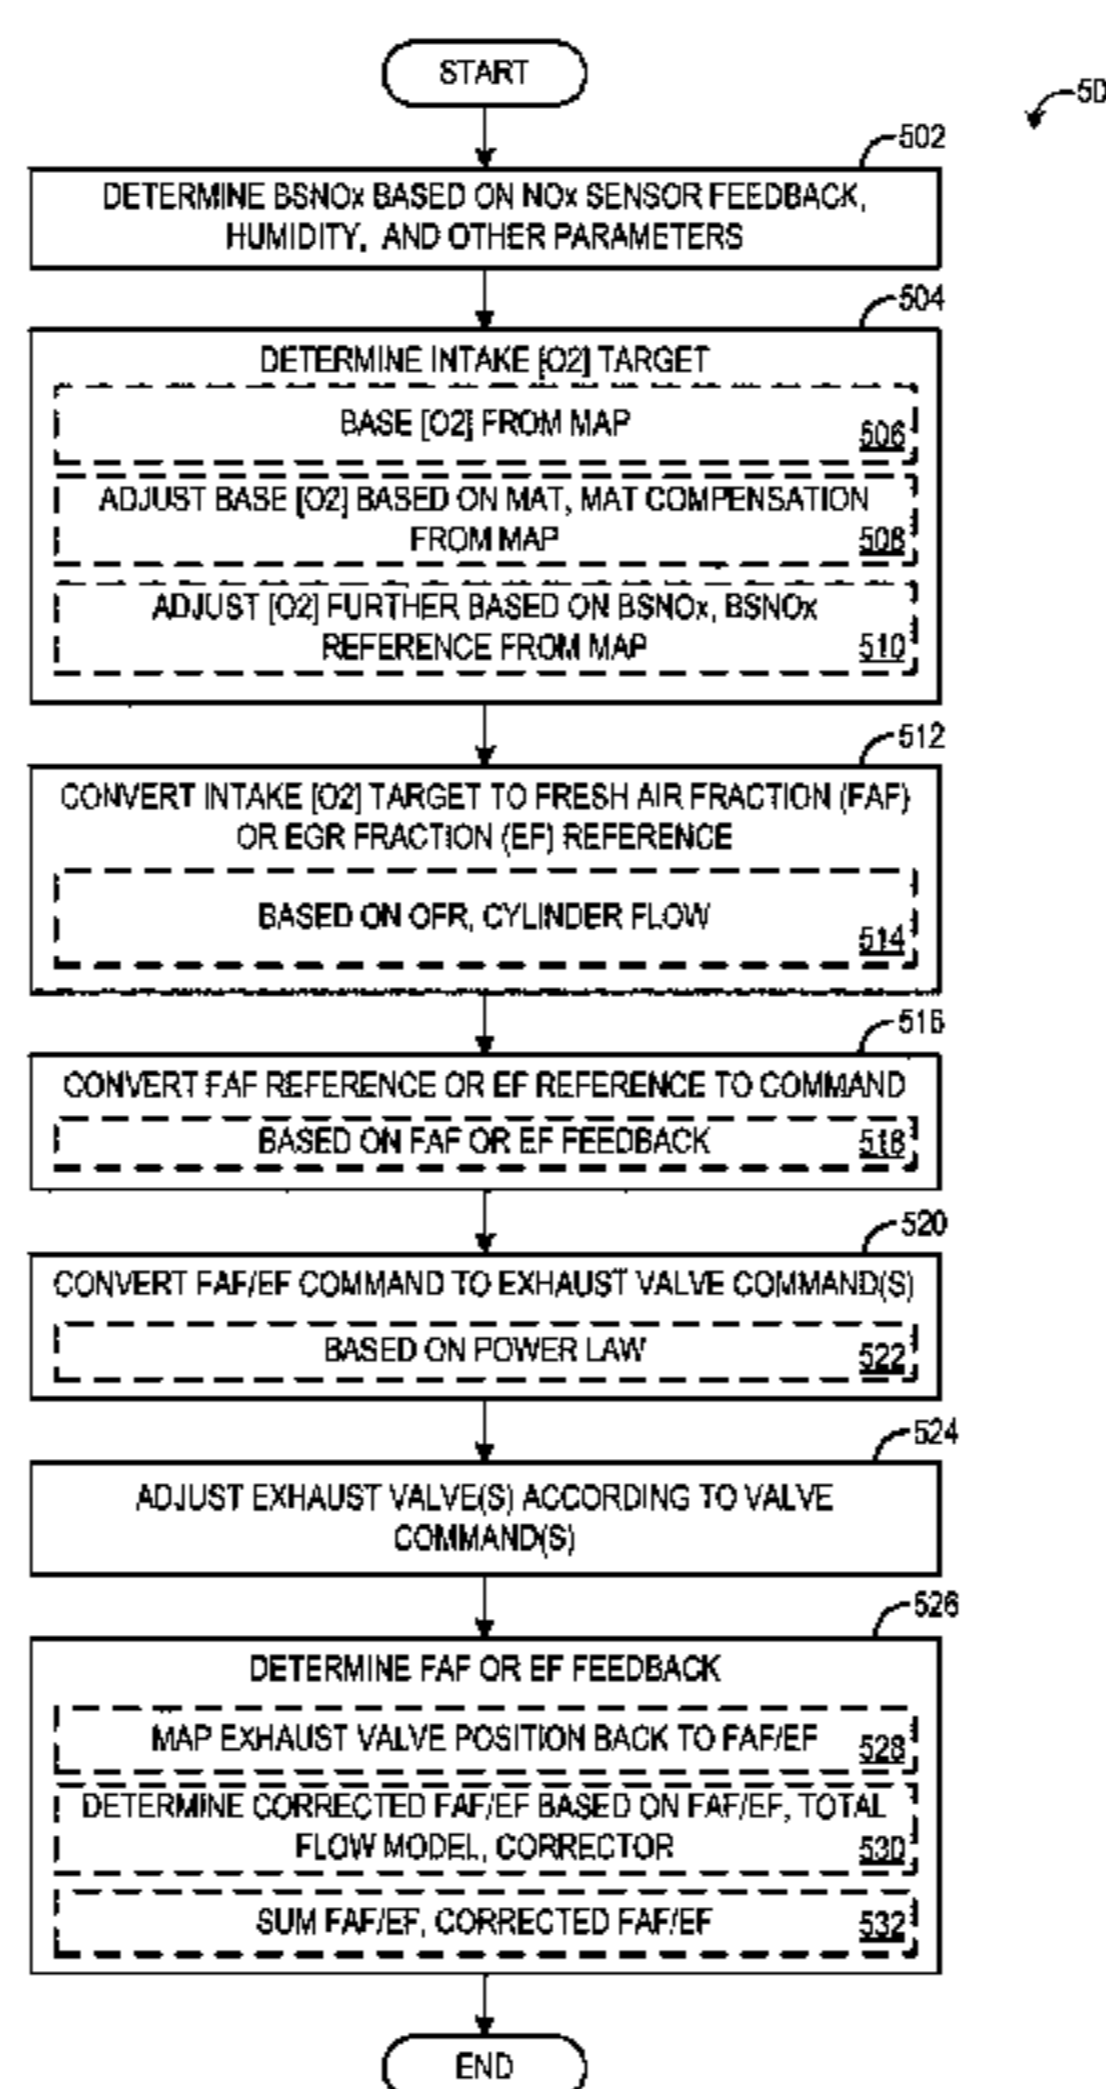 START
50
502
DETERMINE BSNOx BASED ON NOx SENSOR FEEDBACK,
HUMIDITY, AND OTHER PARAMETERS
504
DETERMINE INTAKE [O2] TARGET
BASE [O2] FROM MAP
506
ADJUST BASE [O2] BASED ON MAT, MAT COMPENSATION
FROM MAP
508
ADJUST [O2] FURTHER BASED ON BSNOx, BSNOx
REFERENCE FROM MAP
510
512
CONVERT INTAKE [O2] TARGET TO FRESH AIR FRACTION (FAF)
OR EGR FRACTION (EF) REFERENCE
BASED ON OFR, CYLINDER FLOW
514
516
CONVERT FAF REFERENCE OR EF REFERENCE TO COMMAND
BASED ON FAF OR EF FEEDBACK
518
520
CONVERT FAF/EF COMMAND TO EXHAUST VALVE COMMAND(S)
BASED ON POWER LAW
522
524
ADJUST EXHAUST VALVE(S) ACCORDING TO VALVE
COMMAND(S)
526
DETERMINE FAF OR EF FEEDBACK
MAP EXHAUST VALVE POSITION BACK TO FAF/EF
528
DETERMINE CORRECTED FAF/EF BASED ON FAF/EF, TOTAL
FLOW MODEL, CORRECTOR
530
SUM FAF/EF, CORRECTED FAF/EF
532
END